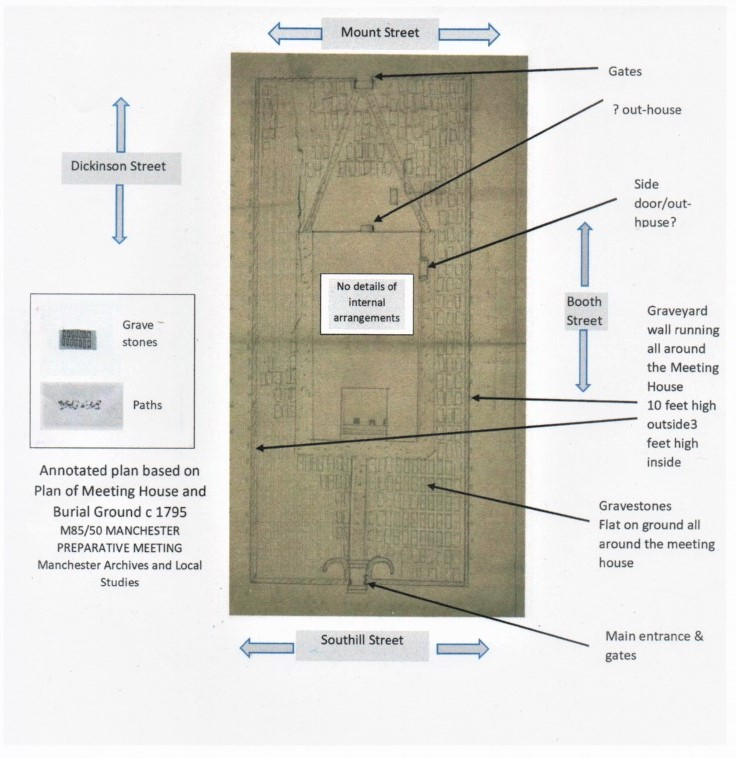 Mount Street
Gates
? out-house
Dickinson Street
Side
door/out-
hpuse?
No details of
internal
arrangements
Booth
Street
Grave
stones
Paths
Graveyard
wall running
all around
the Meeting
House
10 feet high
outside3
feet high
inside
Annotated plan based on
Plan of Meeting House and
Burial Ground c 1795
M85/50 MANCHESTER
PREPARATIVE MEETING
Manchester Archives and Local
Studies
Gravestones
Flat on ground all
around the meeting
house
Southill Street
Main entrance &
gates